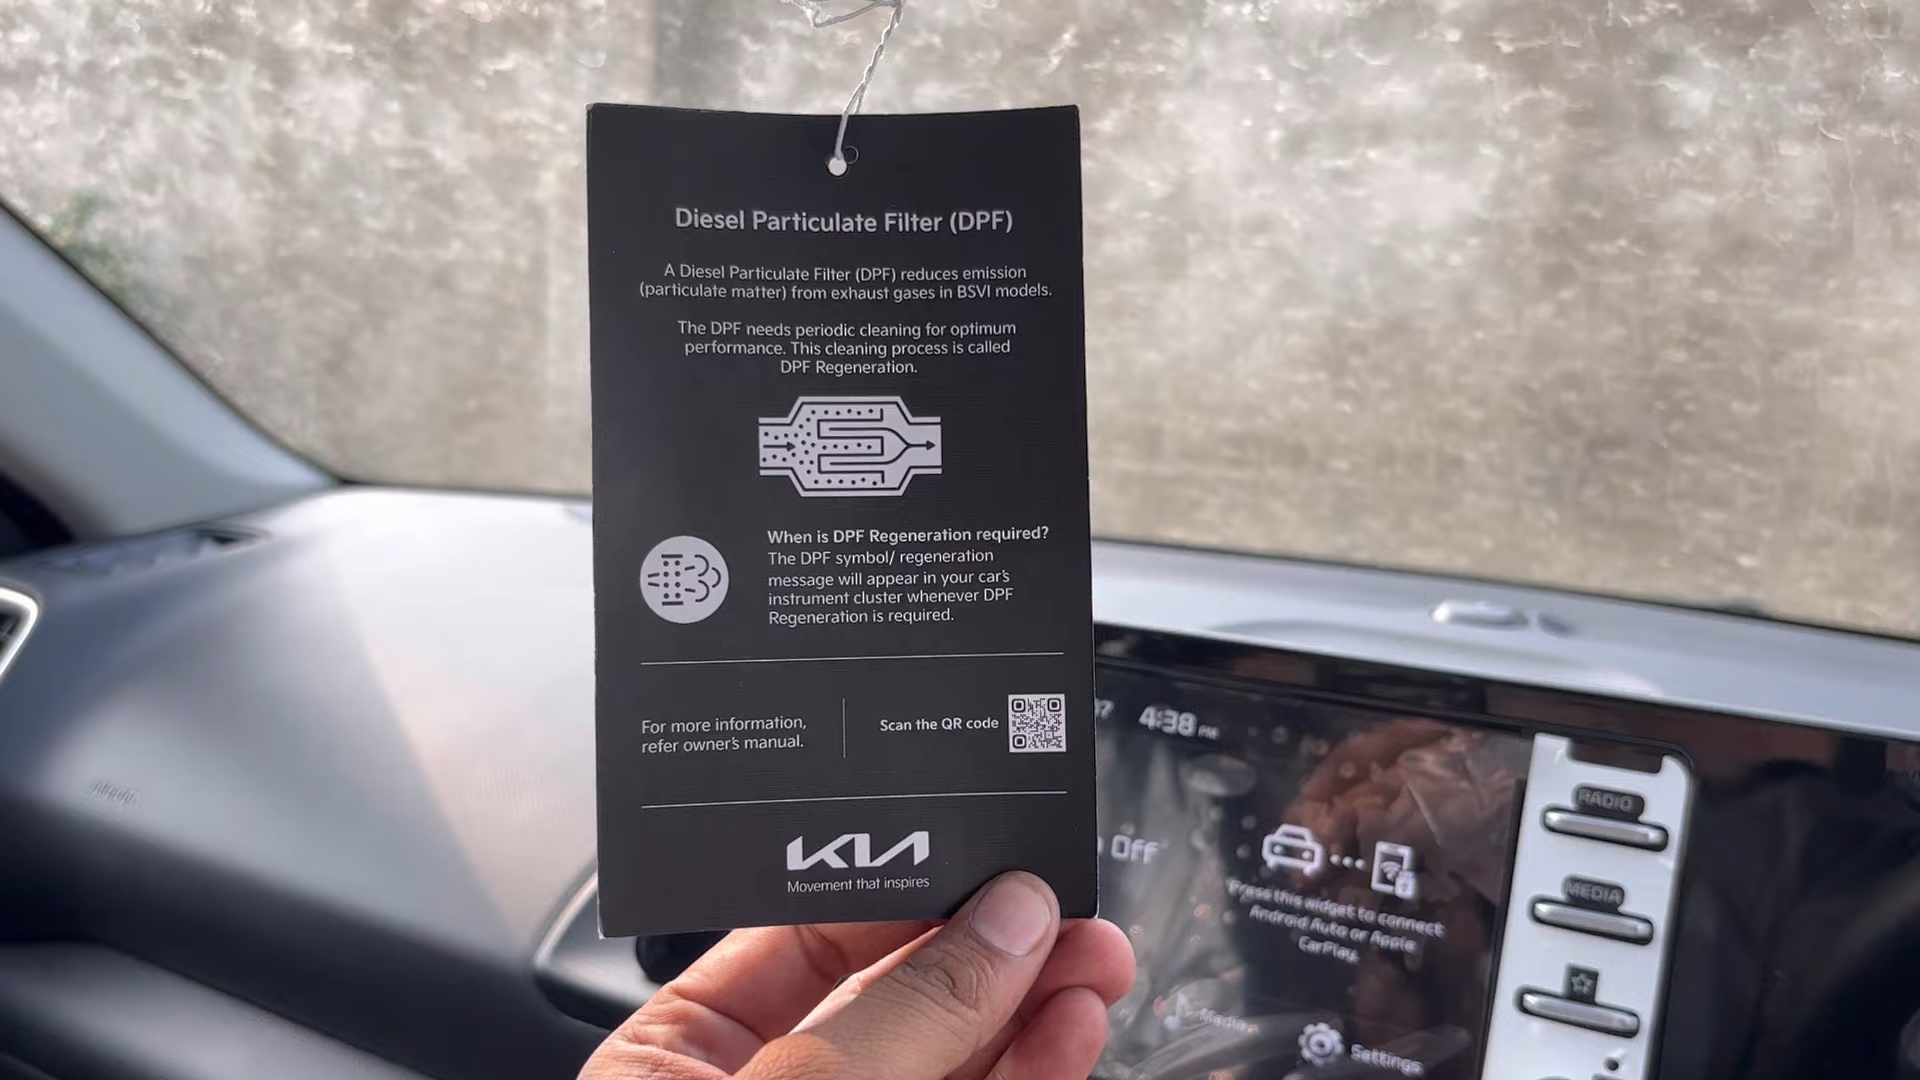 Diesel Particulate Filter (DPF)
A Diesel Particulate Filter (DPF) reduces emission
(particulate matter) from exhaust gases in BSVI models.
The DPF needs periodic cleaning for optimum
performance. This cleaning process is called
DPF Regeneration.
When is DPF Regeneration required?
The DPF symbol/ regeneration
message will appear in your car's
instrument cluster whenever DPF
Regeneration is required.
For more information,
refer owner's manual.
Scan the QR code
KIA
Movement that inspires
4:38 PM
Off
Press this widget to connect
Android Auto or Apple
CarPlay.
Media
Settings
RADIO
MEDIA